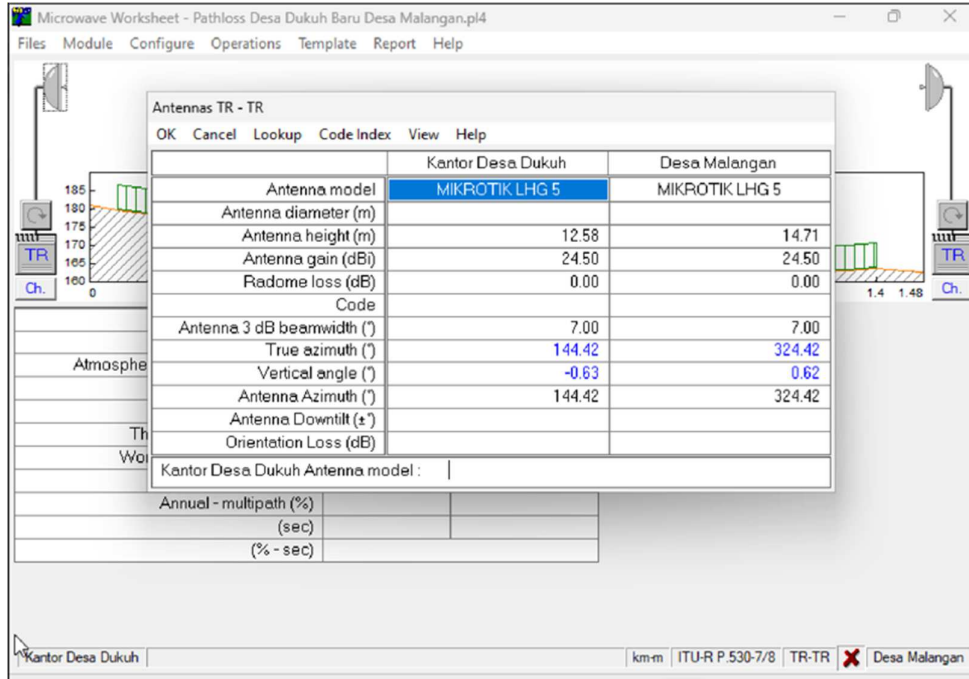 Microwave Worksheet - Pathloss Desa Dukuh Baru Desa Malangan.pl4
Files Module Configure Operations Template Report Help
Antennas TR - TR
OK Cancel Lookup Code Index View Help
Kantor Desa Dukuh Desa Malangan
Antenna model MIKROTIK LHG 5 MIKROTIK LHG 5
Antenna diameter (m)
Antenna height (m) 12.58 14.71
Antenna gain (dBi) 24.50 24.50
Radome loss (dB) 0.00 0.00
Code
Antenna 3 dB beamwidth (°) 7.00 7.00
True azimuth (°) 144.42 324.42
Vertical angle (°) -0.63 0.62
Antenna Azimuth (°) 144.42 324.42
Antenna Downtilt (±°)
Orientation Loss (dB)
Kantor Desa Dukuh Antenna model :
185
180
175
170
165
160
0 1.4 1.48
TR TR
Ch. Ch.
Atmosphe
Th
Wo
Annual - multipath (%)
(sec)
(% - sec)
Kantor Desa Dukuh km-m ITU-R P.530-7/8 TR-TR Desa Malangan